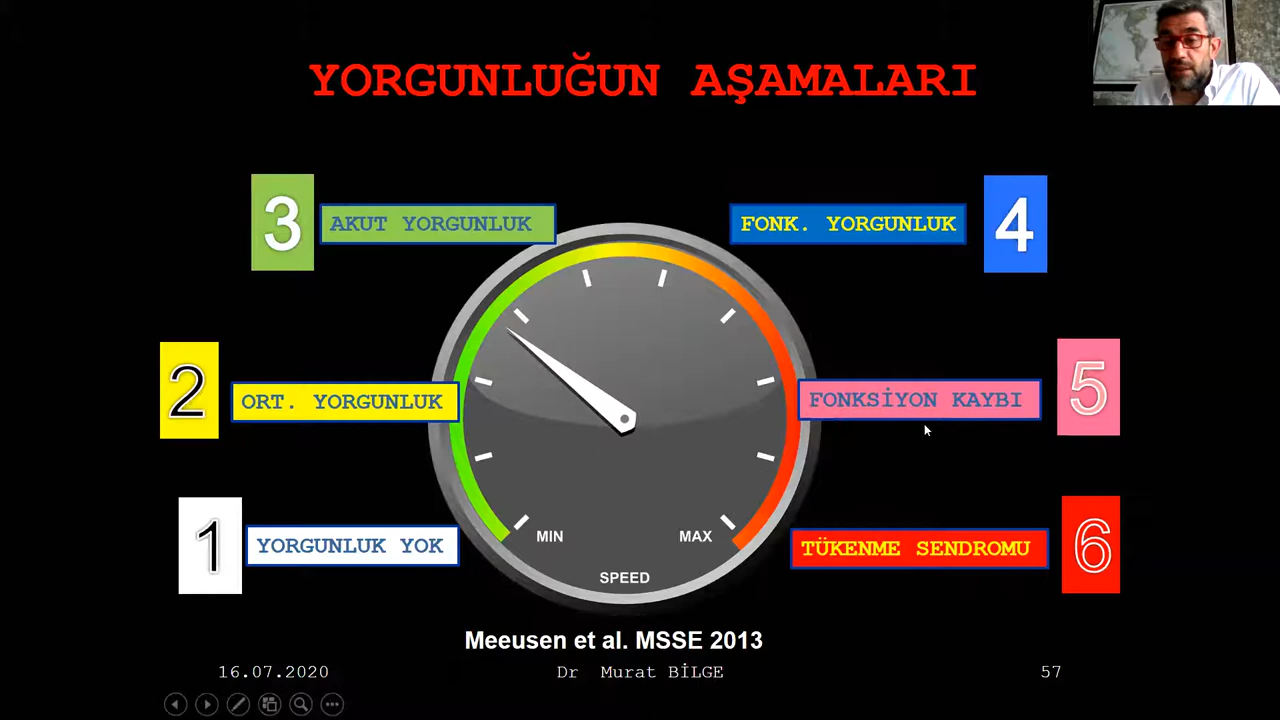 YORGUNLUĞUN AŞAMALARI
3 AKUT YORGUNLUK
FONK. YORGUNLUK 4
2 ORT. YORGUNLUK
FONKSİYON KAYBI 5
1 YORGUNLUK YOK
MIN
MAX
TÜKENME SENDROMU 6
SPEED
Meeusen et al. MSSE 2013
16.07.2020
Dr Murat BİLGE
57